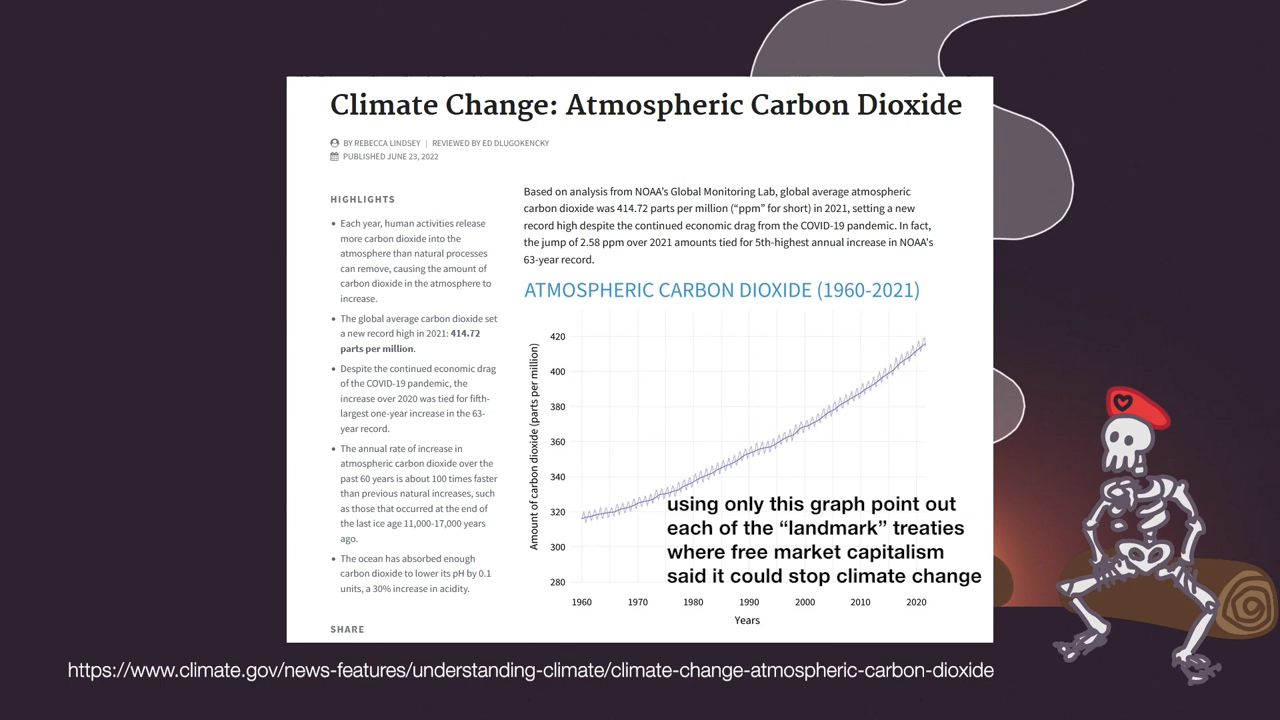 Climate Change: Atmospheric Carbon Dioxide
BY REBECCA LINDSEY | REVIEWED BY ED DLUGOKENCKY
PUBLISHED JUNE 23, 2022
HIGHLIGHTS
• Each year, human activities release
more carbon dioxide into the
atmosphere than natural processes
can remove, causing the amount of
carbon dioxide in the atmosphere to
increase.
• The global average carbon dioxide set
a new record high in 2021: 414.72
parts per million.
• Despite the continued economic drag
of the COVID-19 pandemic, the
increase over 2020 was tied for fifth-
largest one-year increase in the 63-
year record.
• The annual rate of increase in
atmospheric carbon dioxide over the
past 60 years is about 100 times faster
than previous natural increases, such
as those that occurred at the end of
the last ice age 11,000-17,000 years
ago.
• The ocean has absorbed enough
carbon dioxide to lower its pH by 0.1
units, a 30% increase in acidity.
SHARE
Based on analysis from NOAA's Global Monitoring Lab, global average atmospheric
carbon dioxide was 414.72 parts per million (“ppm” for short) in 2021, setting a new
record high despite the continued economic drag from the COVID-19 pandemic. In fact,
the jump of 2.58 ppm over 2021 amounts tied for 5th-highest annual increase in NOAA's
63-year record.
ATMOSPHERIC CARBON DIOXIDE (1960-2021)
Amount of carbon dioxide (parts per million)
420
400
380
360
340
320
300
280
using only this graph point out
each of the “landmark” treaties
where free market capitalism
said it could stop climate change
1960 1970 1980 1990 2000 2010 2020
Years
https://www.climate.gov/news-features/understanding-climate/climate-change-atmospheric-carbon-dioxide